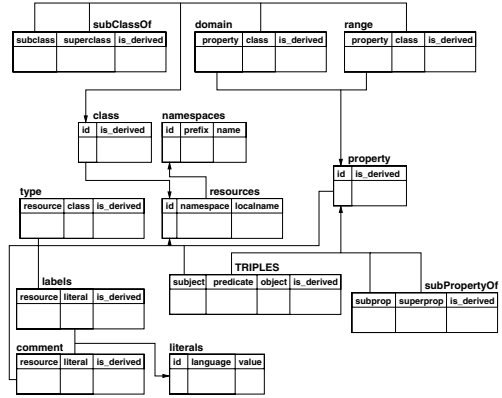 subClassOf domain range
subclass superclass is_derived property class is_derived property class is_derived
class namespaces
id is_derived id prefix name
property
id is_derived
type resources
resource class is_derived id namespace localname
TRIPLES
subject predicate object is_derived
labels subPropertyOf
resource literal is_derived subprop superprop is_derived
comment literals
resource literal is_derived id language value